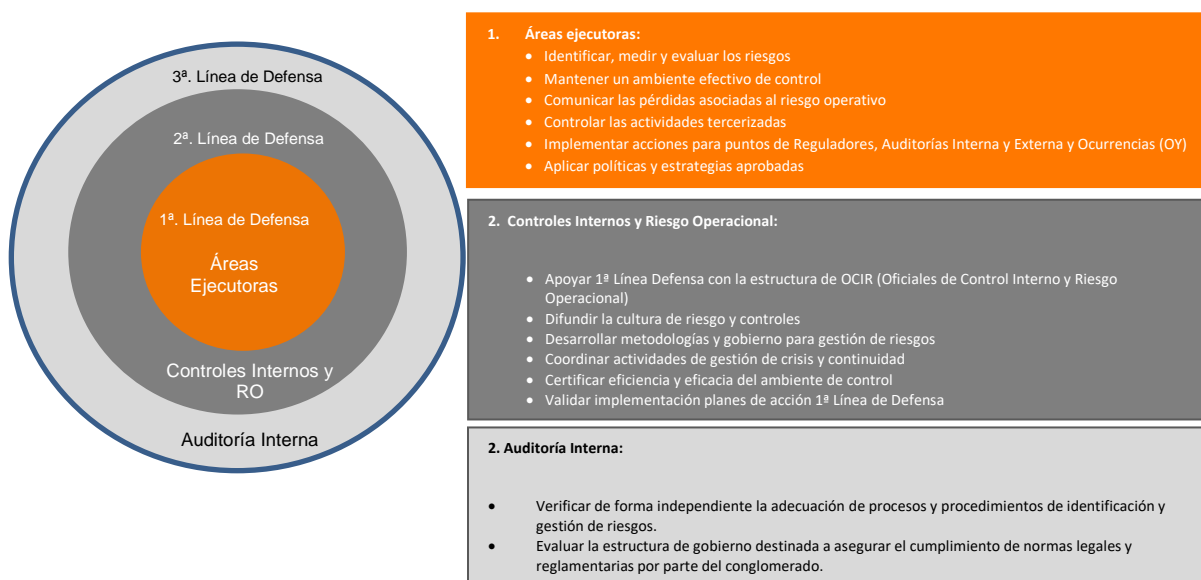 3ª. Línea de Defensa
2ª. Línea de Defensa
1ª. Línea de Defensa
Áreas
Ejecutoras
Controles Internos y
RO
Auditoría Interna
1. Áreas ejecutoras:
• Identificar, medir y evaluar los riesgos
• Mantener un ambiente efectivo de control
• Comunicar las pérdidas asociadas al riesgo operativo
• Controlar las actividades tercerizadas
• Implementar acciones para puntos de Reguladores, Auditorías Interna y Externa y Ocurrencias (OY)
• Aplicar políticas y estrategias aprobadas
2. Controles Internos y Riesgo Operacional:
• Apoyar 1ª Línea Defensa con la estructura de OCIR (Oficiales de Control Interno y Riesgo
Operacional)
• Difundir la cultura de riesgo y controles
• Desarrollar metodologías y gobierno para gestión de riesgos
• Coordinar actividades de gestión de crisis y continuidad
• Certificar eficiencia y eficacia del ambiente de control
• Validar implementación planes de acción 1ª Línea de Defensa
2. Auditoría Interna:
• Verificar de forma independiente la adecuación de procesos y procedimientos de identificación y
gestión de riesgos.
• Evaluar la estructura de gobierno destinada a asegurar el cumplimiento de normas legales y
reglamentarias por parte del conglomerado.